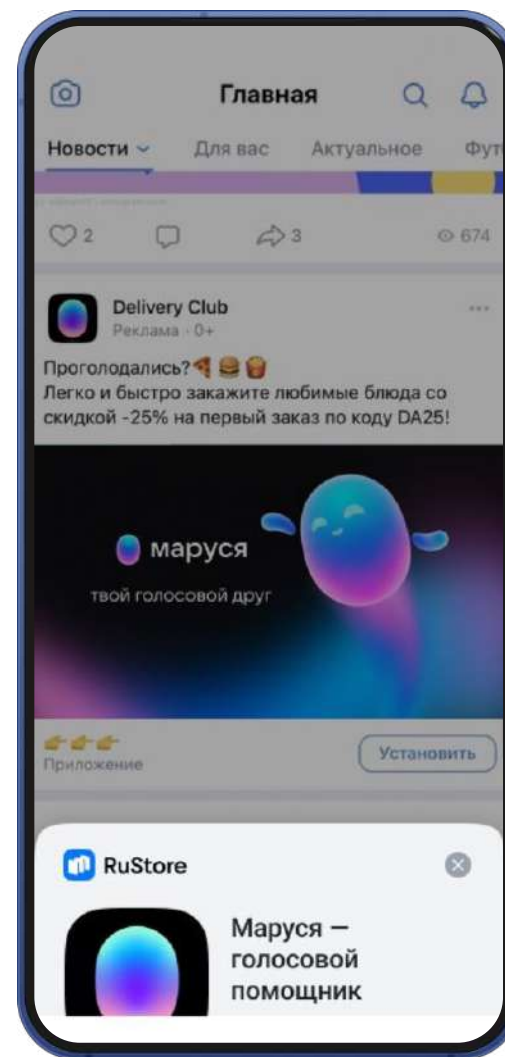 Главная
Новости Для вас Актуальное Фут
2 3 674
Delivery Club
Реклама · 0+
Проголодались?🍕🍔🍟
Легко и быстро закажите любимые блюда со
скидкой -25% на первый заказ по коду DA25!
маруся
твой голосовой друг
👉👉👉
Приложение
Установить
RuStore
Маруся —
голосовой
помощник